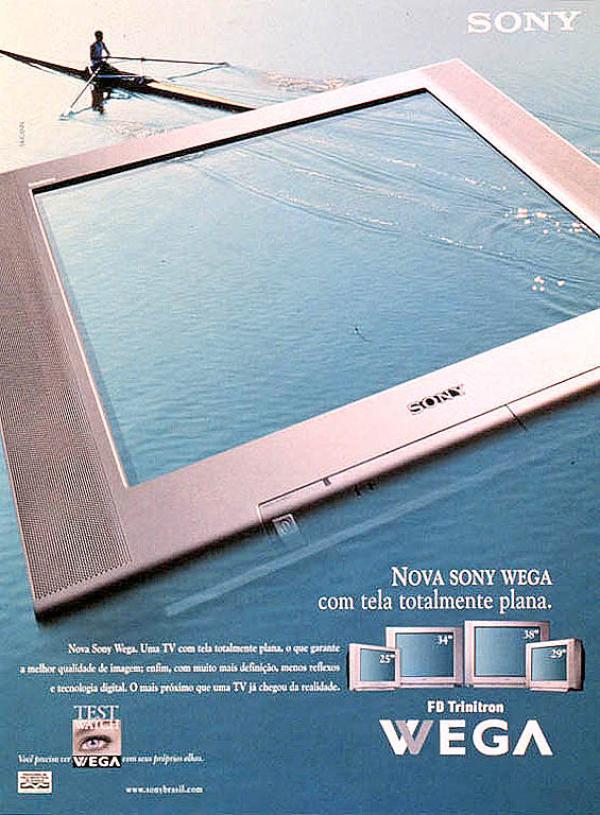 SONY
SONY
NOVA SONY WEGA
com tela totalmente plana.
Nova Sony Wega. Uma TV com tela totalmente plana, o que garante
a melhor qualidade de imagem; enfim, com muito mais definição, menos reflexos
e tecnologia digital. O mais próximo que uma TV já chegou da realidade.
25"
34"
38"
29"
FD Trinitron
WEGA
TEST
WATCH
Você precisa ver WEGA com seus próprios olhos.
www.sonybrasil.com